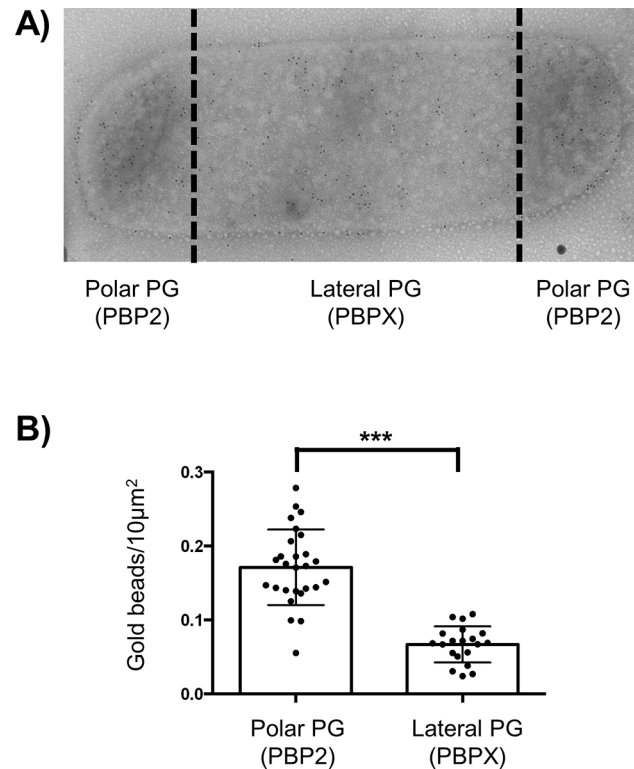 A)
Polar PG Lateral PG Polar PG
(PBP2) (PBPX) (PBP2)
B)
***
0.3
0.2
0.1
0.0
Gold beads/10µm²
Polar PG Lateral PG
(PBP2) (PBPX)